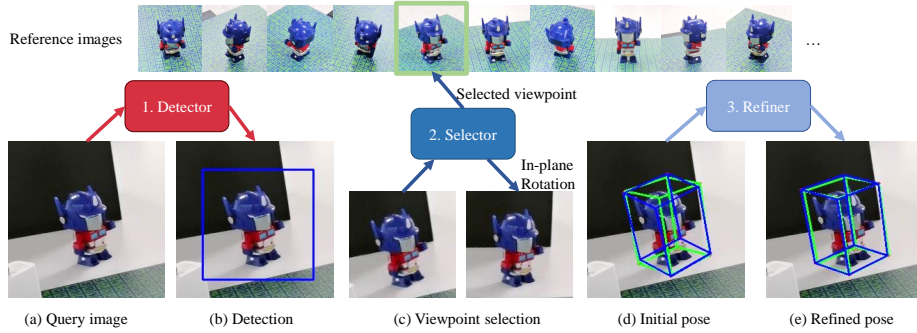 Reference images
...
1. Detector
Selected viewpoint
2. Selector
3. Refiner
In-plane
Rotation
(a) Query image
(b) Detection
(c) Viewpoint selection
(d) Initial pose
(e) Refined pose